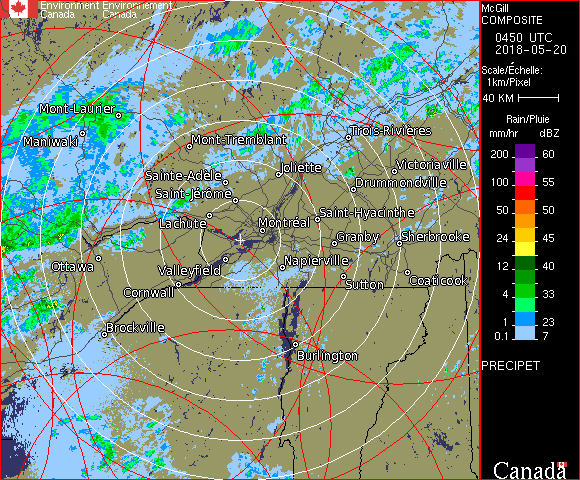 Environment Environnement
Canada Canada
McGill
COMPOSITE
0450 UTC
2018-05-20
Scale/Échelle:
1km/Pixel
40 KM
Rain/Pluie
mm/hr dBZ
200 60
100 55
50 50
45
24 40
12 40
4 33
1 23
0.1 7
PRECIPET
Canada
Mont-Laurier
Maniwaki
Mont-Tremblant
Trois-Rivières
Sainte-Adèle
Joliette
Victoriaville
Saint-Jérôme
Drummondville
Lachute
Montréal
Saint-Hyacinthe
Granby
Sherbrooke
Ottawa
Valleyfield
Napierville
Cornwall
Sutton
Coaticook
Brockville
Burlington